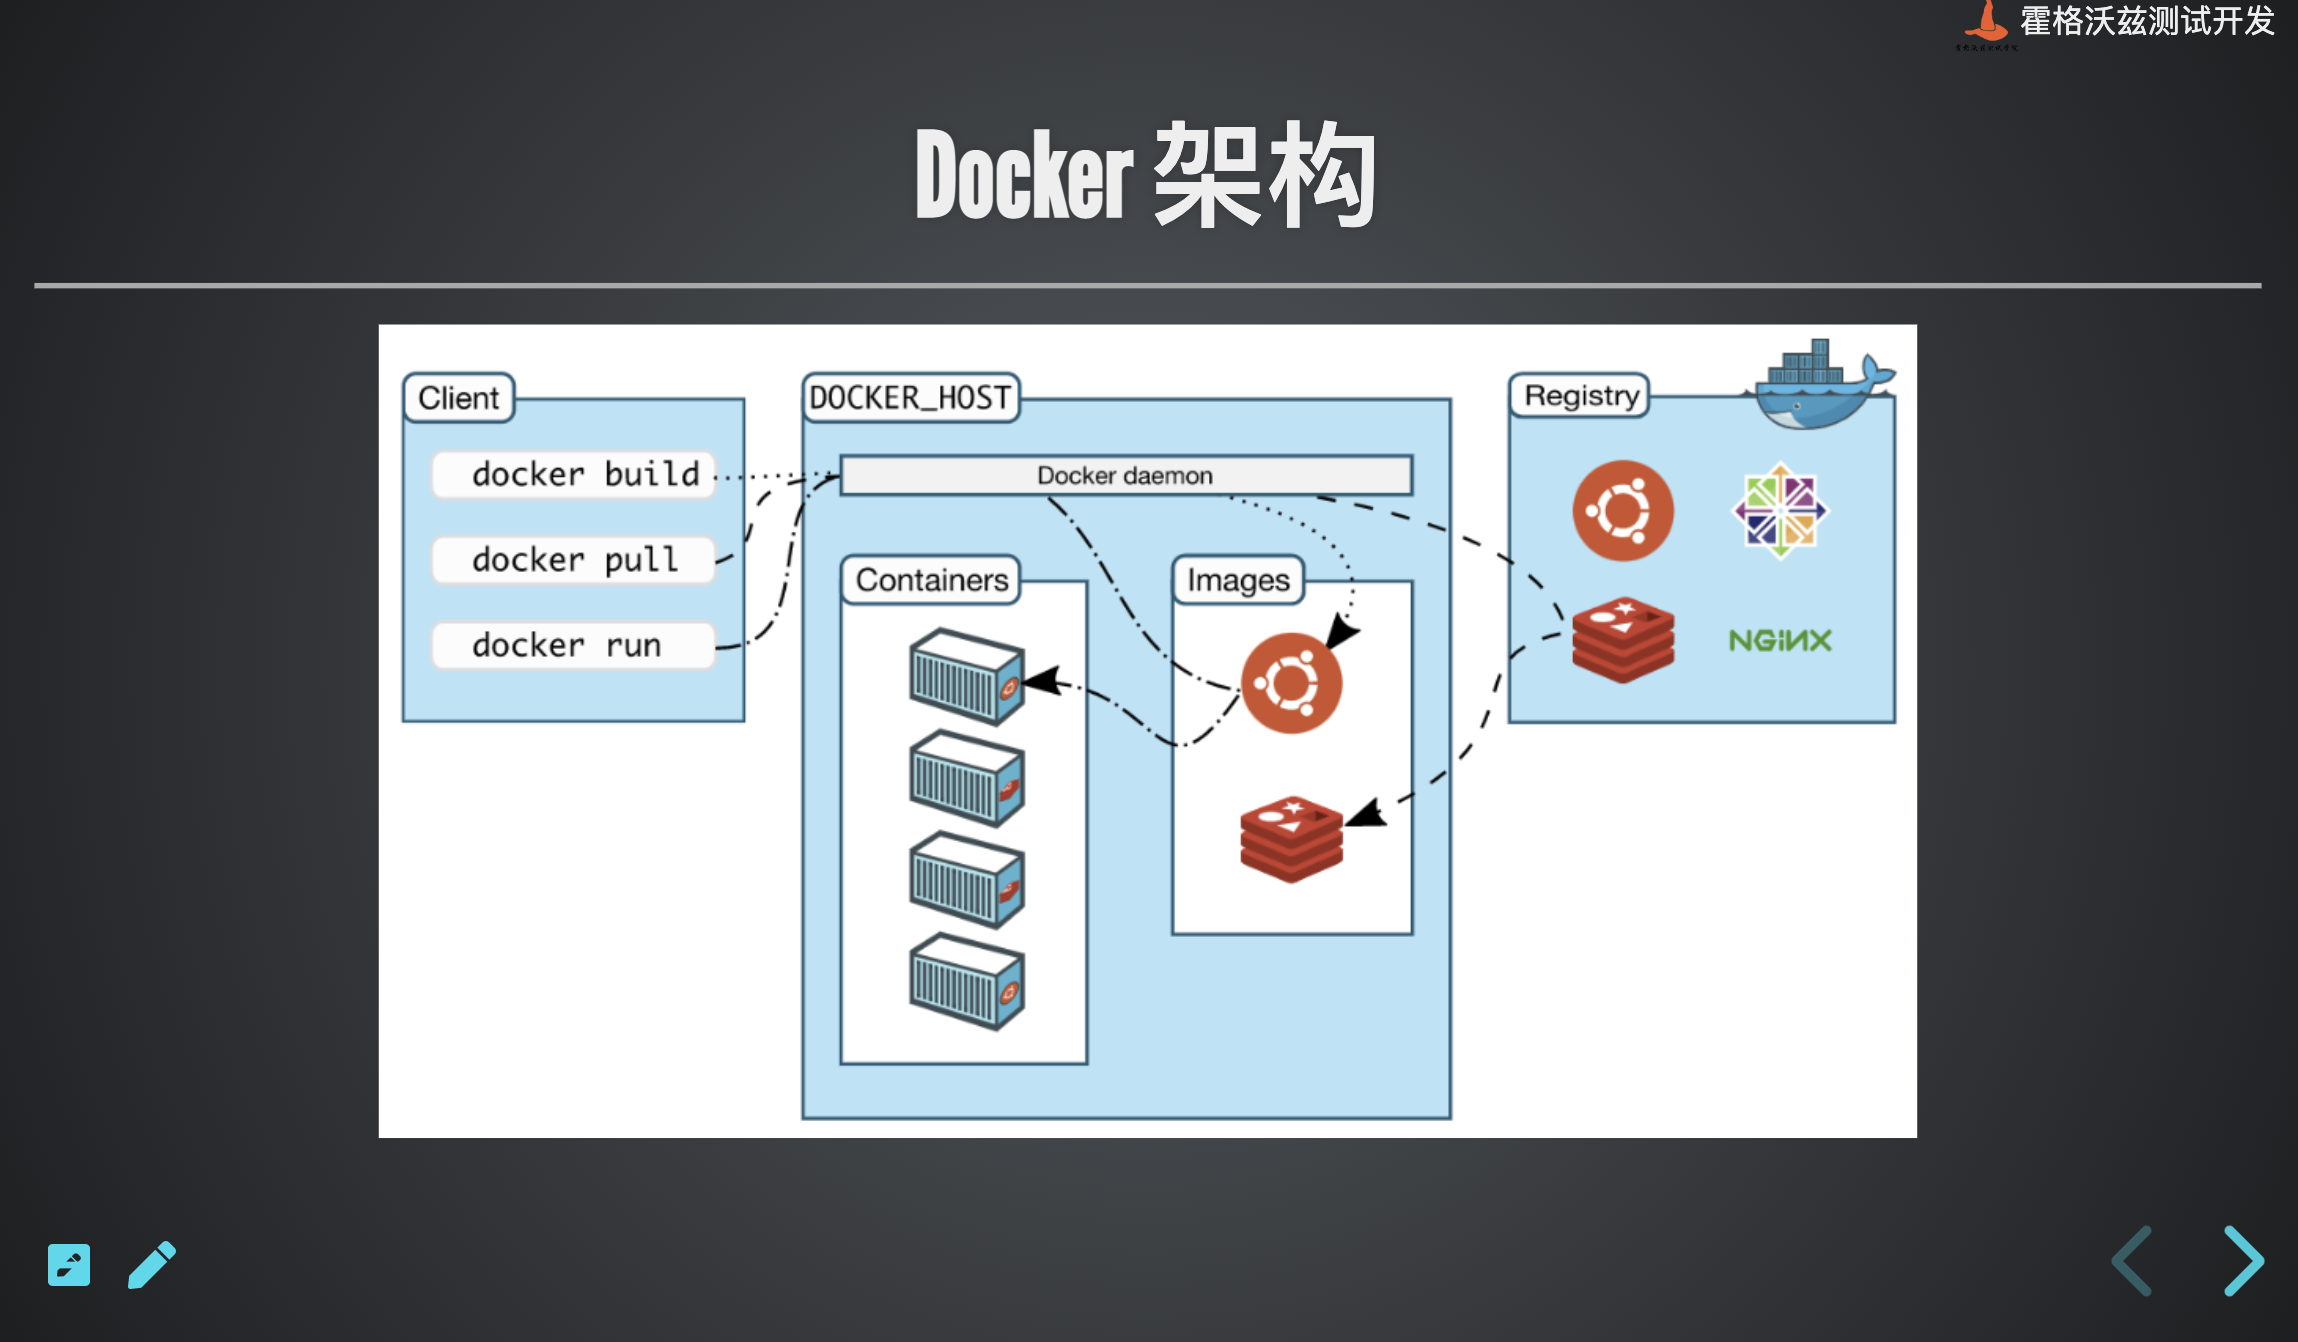 霍格沃兹测试开发
Docker 架构
Client
docker build
docker pull
docker run
DOCKER_HOST
Docker daemon
Containers
Images
Registry
NGINX